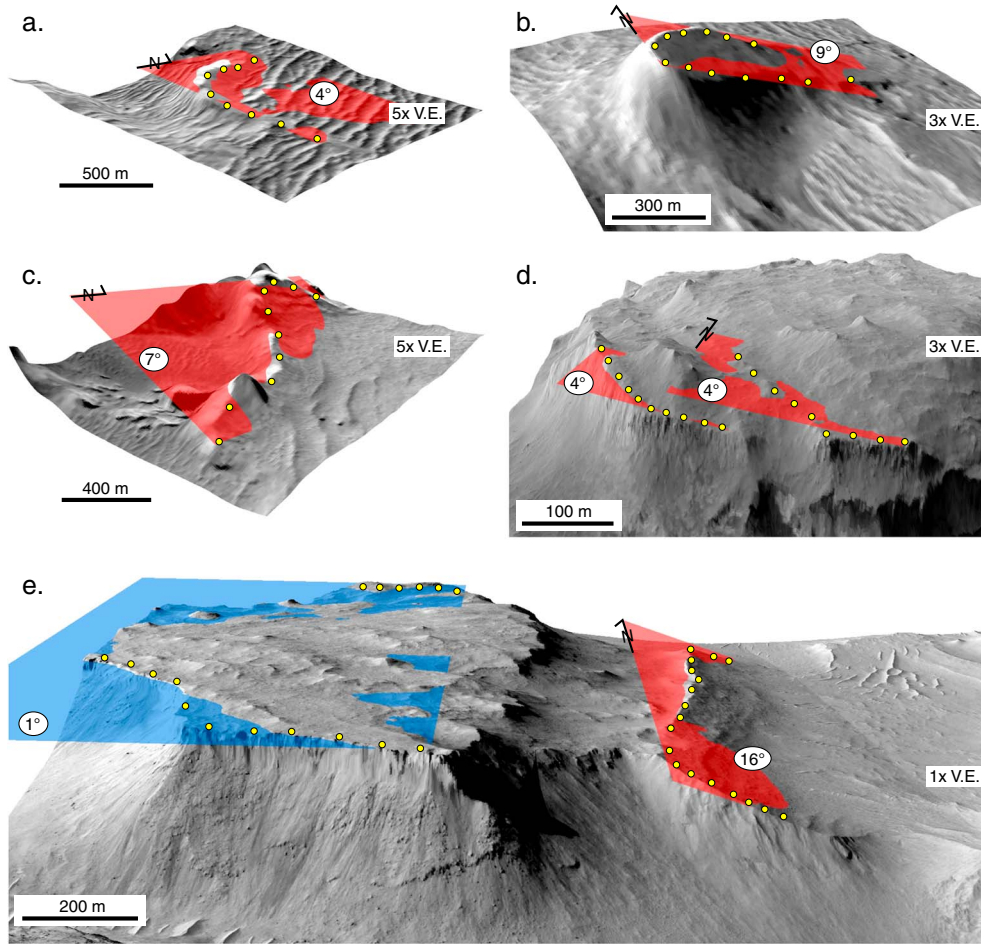 a.
N
4°
5x V.E.
500 m
b.
N
9°
3x V.E.
300 m
c.
N
7°
5x V.E.
400 m
d.
N
3x V.E.
4°
4°
100 m
e.
N
1°
16°
1x V.E.
200 m